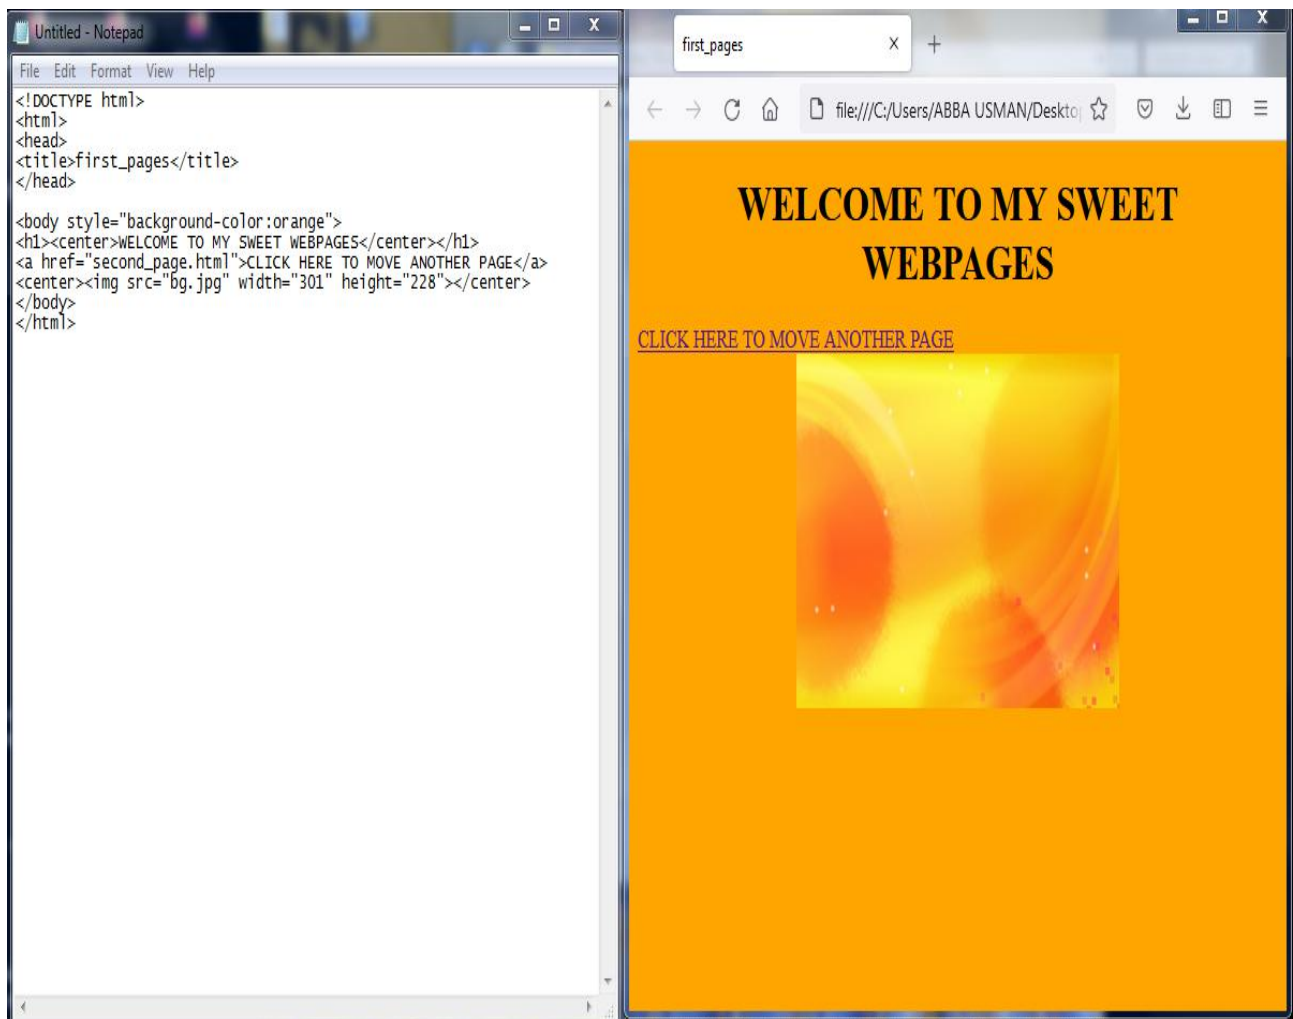 Untitled - Notepad
File Edit Format View Help
<!DOCTYPE html>
<html>
<head>
<title>first_pages</title>
</head>
<body style="background-color:orange">
<h1><center>WELCOME TO MY SWEET WEBPAGES</center></h1>
<a href="second_page.html">CLICK HERE TO MOVE ANOTHER PAGE</a>
<center><img src="bg.jpg" width="301" height="228"></center>
</body>
</html>
first_pages
file:///C:/Users/ABBA USMAN/Desktop
WELCOME TO MY SWEET
WEBPAGES
CLICK HERE TO MOVE ANOTHER PAGE